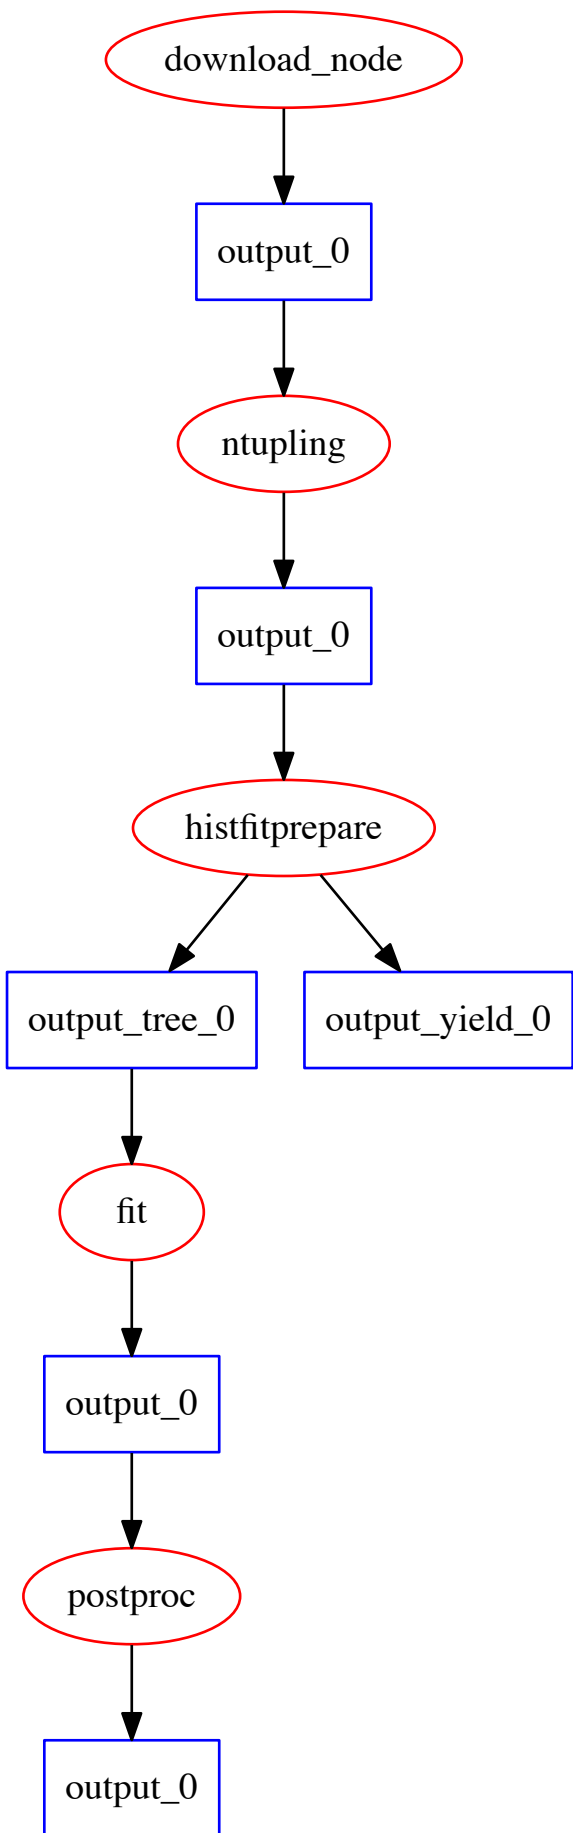 download_node
output_0
ntupling
output_0
histfitprepare
output_tree_0
output_yield_0
fit
output_0
postproc
output_0